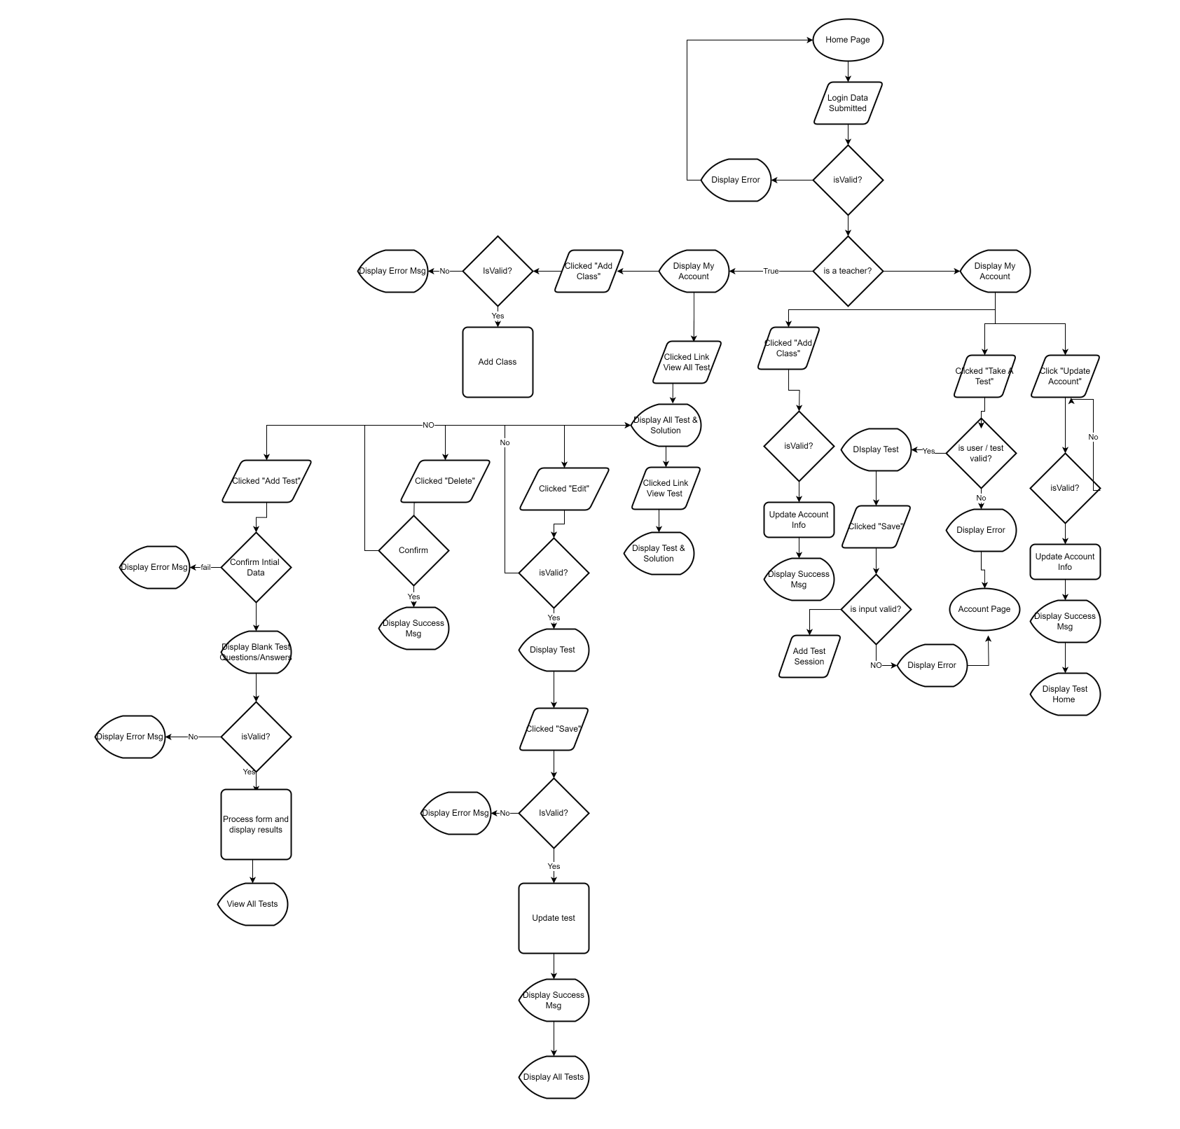 Home Page
Login Data
Submitted
Display Error
isValid?
Display Error Msg
No
IsValid?
Clicked "Add
Class"
Display My
Account
True
is a teacher?
Display My
Account
Yes
Add Class
Clicked Link
View All Test
Clicked "Add
Class"
Clicked "Take A
Test"
Click "Update
Account"
NO
No
Display All Test &
Solution
No
isValid?
DIsplay Test
Yes
is user / test
valid?
Clicked "Add Test"
Clicked "Delete"
Clicked "Edit"
Clicked Link
View Test
isValid?
No
Update Account
Info
Clicked "Save"
Display Error
Confirm
Display Test &
Solution
Display Error Msg
fail
Confirm Intial
Data
isValid?
Display Success
Msg
Update Account
Info
Yes
Yes
is input valid?
Account Page
Display Success
Msg
Display Success
Msg
Display Blank Test
Questions/Answers
Display Test
Add Test
Session
NO
Display Error
Display Test
Home
Display Error Msg
No
isValid?
Clicked "Save"
Yes
Process form and
display results
Display Error Msg
No
IsValid?
Yes
View All Tests
Update test
Display Success
Msg
Display All Tests